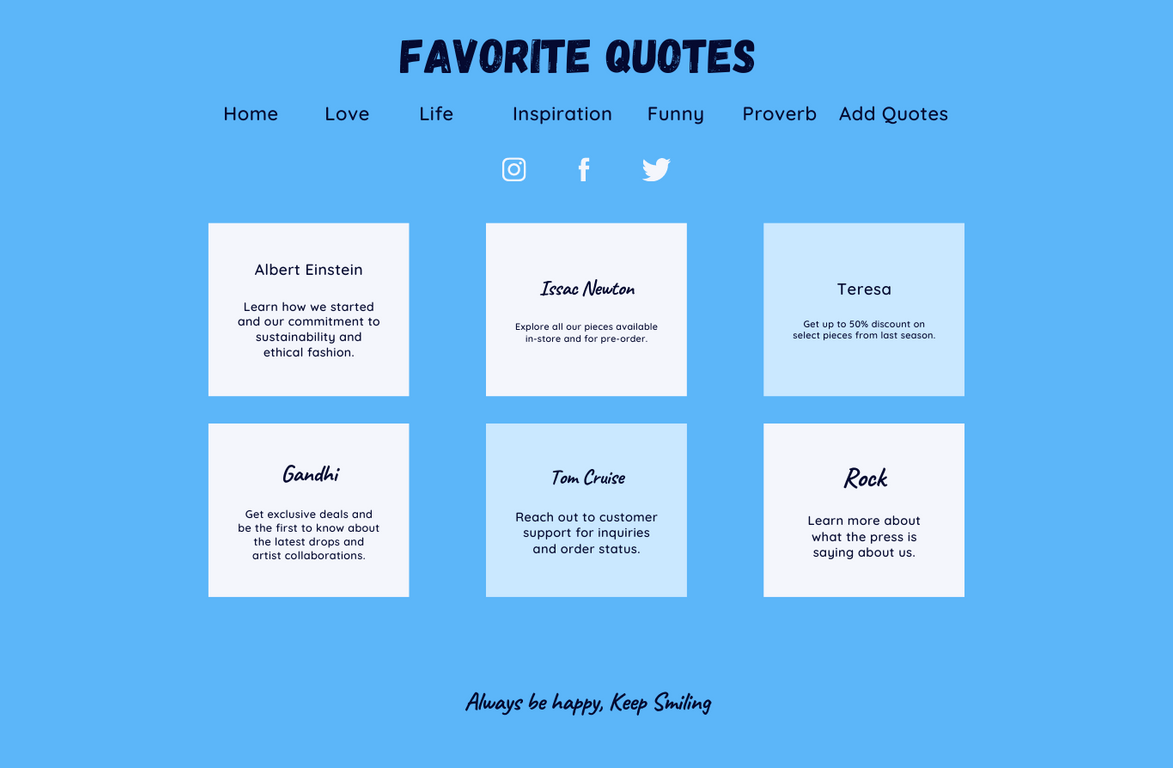 FAVORITE QUOTES
Home Love Life Inspiration Funny Proverb Add Quotes
Albert Einstein
Learn how we started
and our commitment to
sustainability and
ethical fashion.
Issac Newton
Explore all our pieces available
in-store and for pre-order.
Teresa
Get up to 50% discount on
select pieces from last season.
Gandhi
Get exclusive deals and
be the first to know about
the latest drops and
artist collaborations.
Tom Cruise
Reach out to customer
support for inquiries
and order status.
Rock
Learn more about
what the press is
saying about us.
Always be happy, Keep Smiling